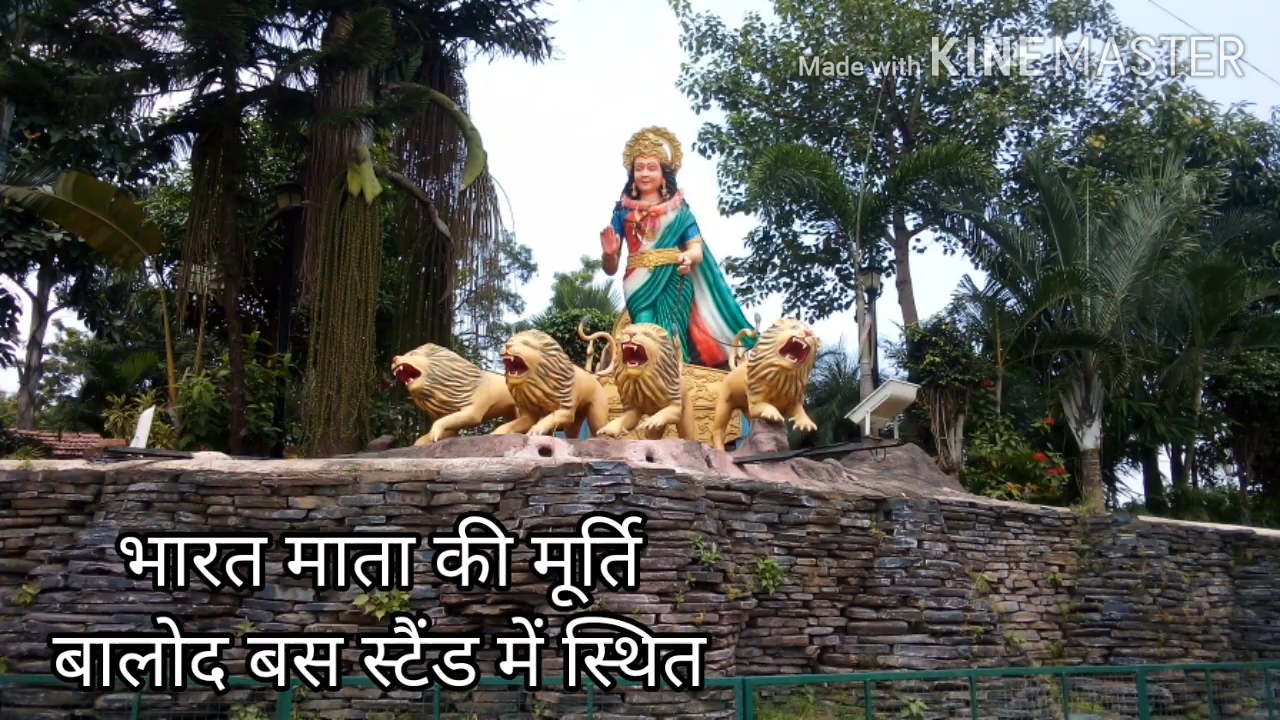 Made with KINEMASTER
भारत माता की मूर्ति
बालोद बस स्टैंड में स्थित